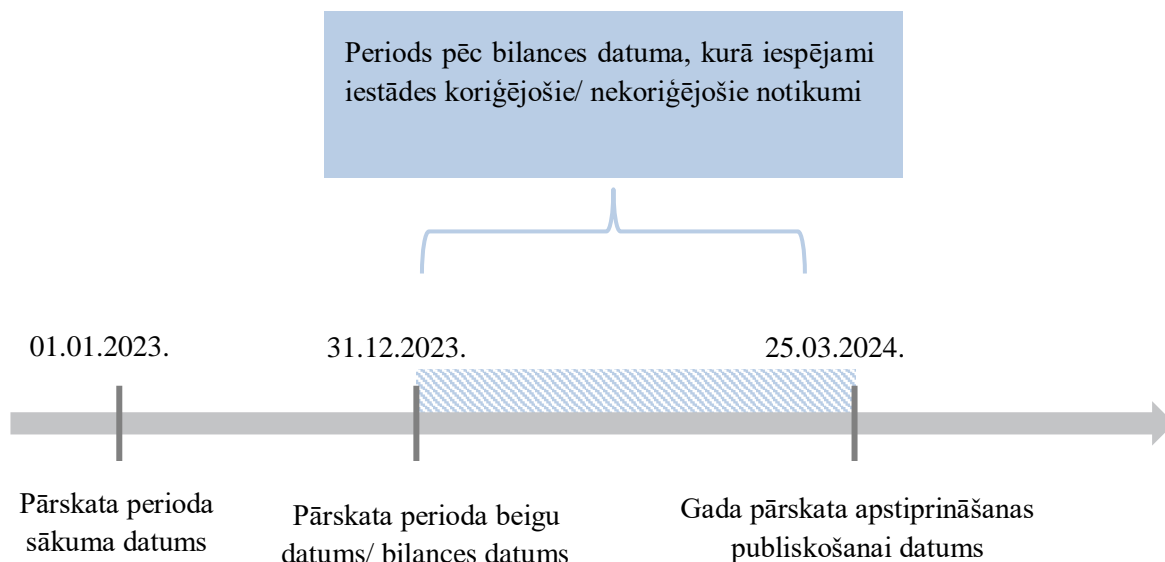 Periods pēc bilances datuma, kurā iespējami
iestādes koriģējošie/ nekoriģējošie notikumi
01.01.2023.
31.12.2023.
25.03.2024.
Pārskata perioda
sākuma datums
Pārskata perioda beigu
datums/ bilances datums
Gada pārskata apstiprināšanas
publiskošanai datums